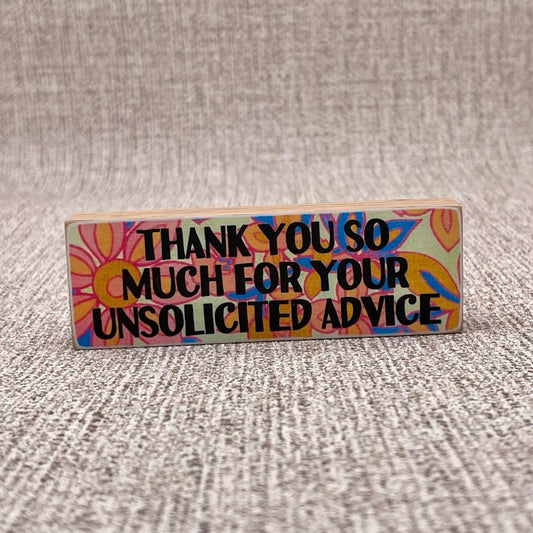 THANK YOU SO
MUCH FOR YOUR
UNSOLICITED ADVICE